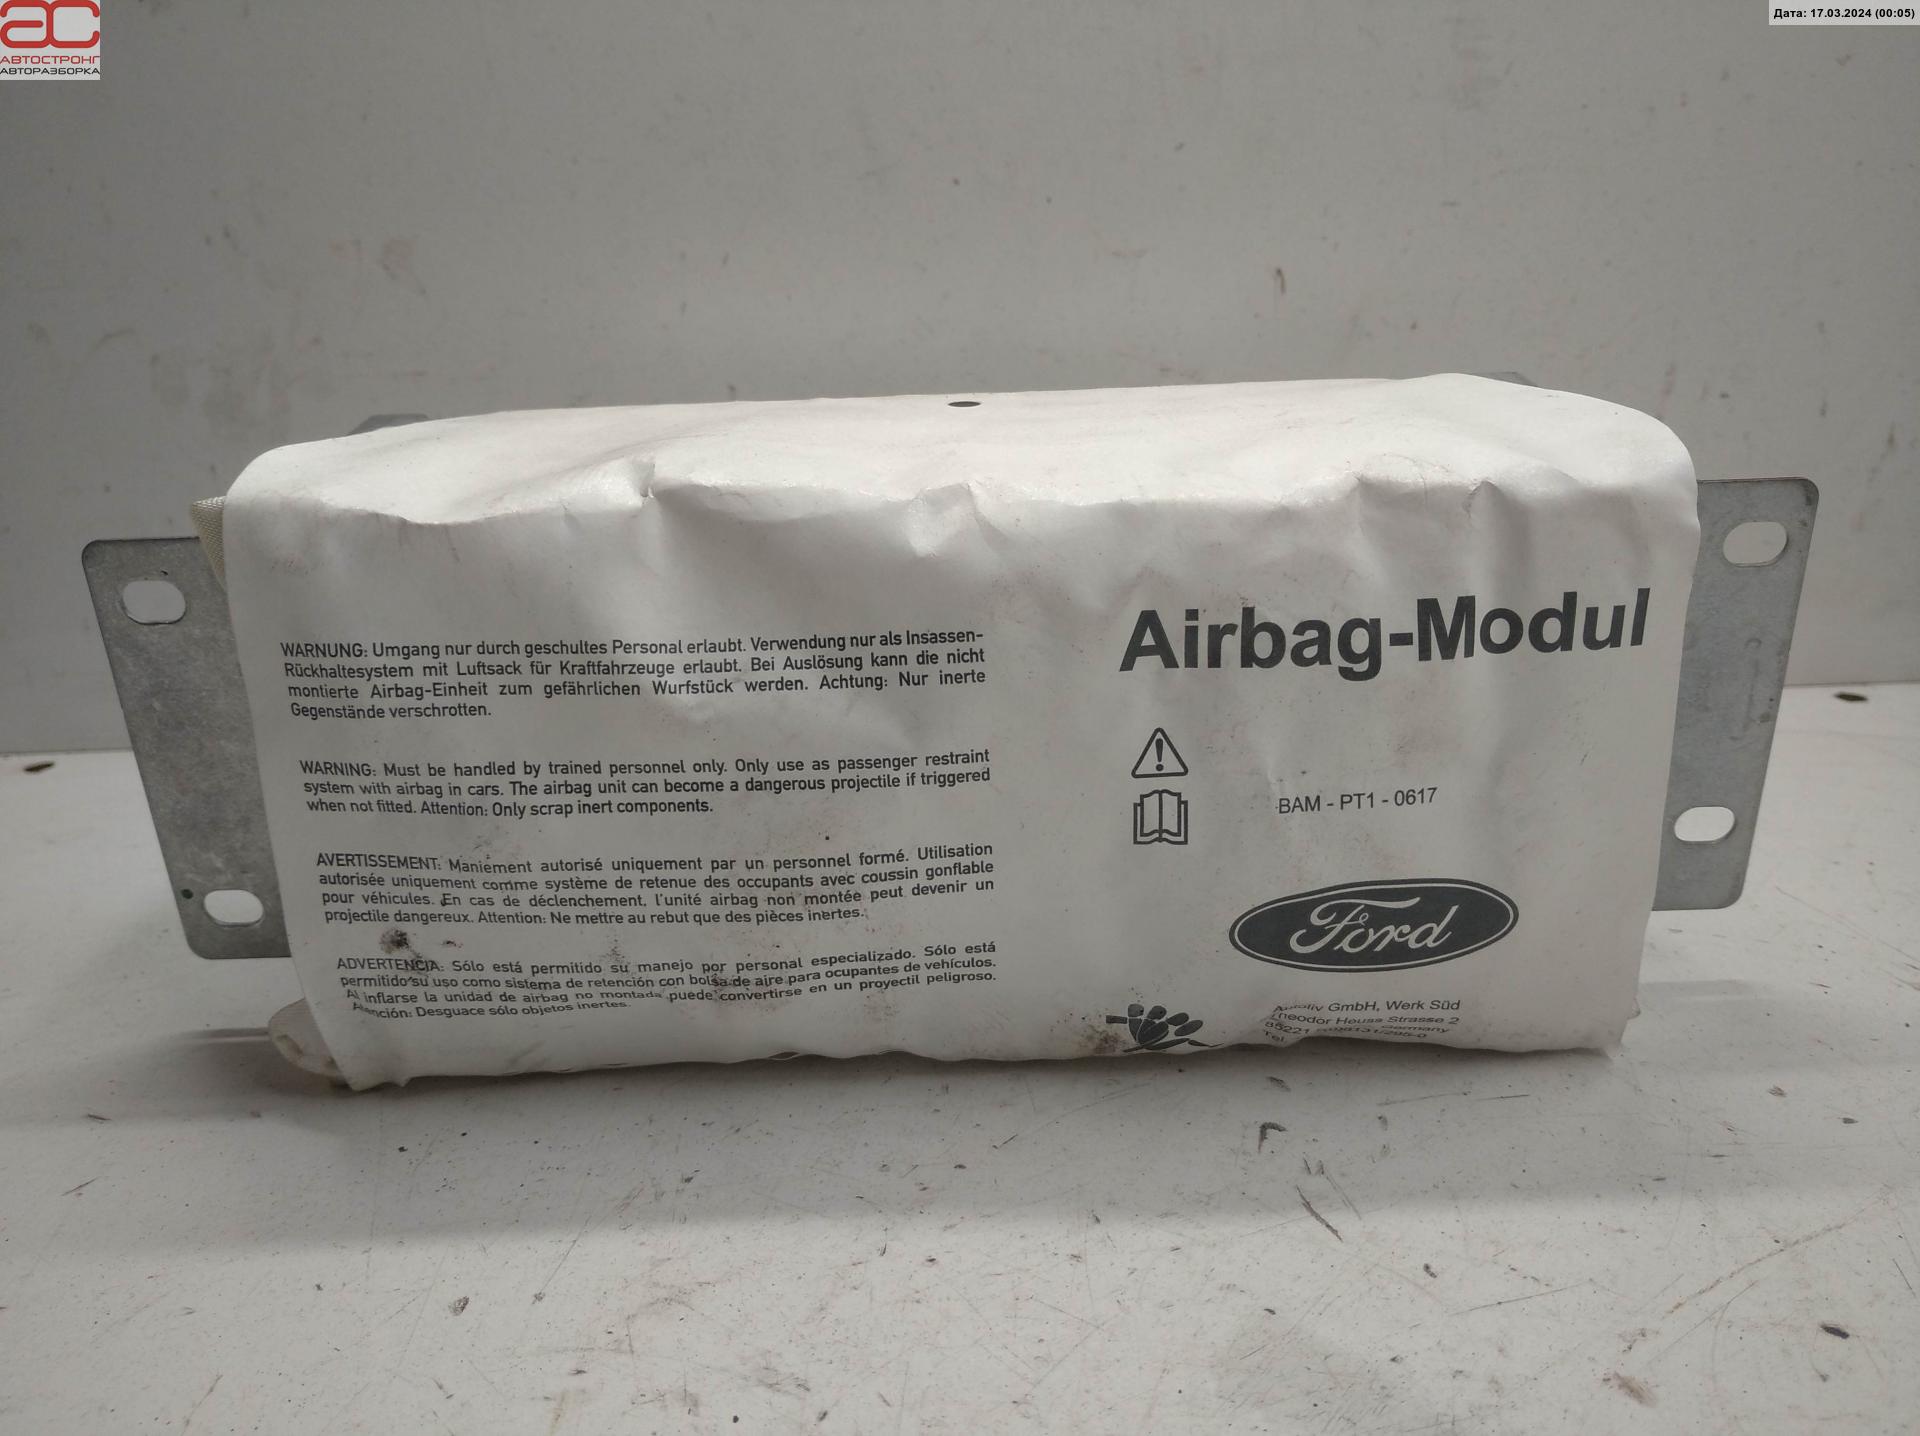 АС
АВТОСТРОНГ
АВТОРАЗБОРКА
Дата: 17.03.2024 (00:05)
WARNUNG: Umgang nur durch geschultes Personal erlaubt. Verwendung nur als Insassen-
Rückhaltesystem mit Luftsack für Kraftfahrzeuge erlaubt. Bei Auslösung kann die nicht
montierte Airbag-Einheit zum gefährlichen Wurfstück werden. Achtung: Nur inerte
Gegenstände verschrotten.
WARNING: Must be handled by trained personnel only. Only use as passenger restraint
system with airbag in cars. The airbag unit can become a dangerous projectile if triggered
when not fitted. Attention: Only scrap inert components.
AVERTISSEMENT: Maniement autorisé uniquement par un personnel formé. Utilisation
autorisée uniquement comme système de retenue des occupants avec coussin gonflable
pour véhicules. En cas de déclenchement, l'unité airbag non montée peut devenir un
projectile dangereux. Attention: Ne mettre au rebut que des pièces inertes.
ADVERTENCIA: Sólo está permitido su manejo por personal especializado. Sólo está
permitido su uso como sistema de retención con bolsa de aire para ocupantes de vehículos.
Al inflarse la unidad de airbag no montada puede convertirse en un proyectil peligroso.
Atención: Desguace sólo objetos inertes.
Airbag-Modul
BAM - PT1 - 0617
Ford
Autoliv GmbH, Werk Süd
Theodor Heuss Strasse 2
85221 Germany
Tel